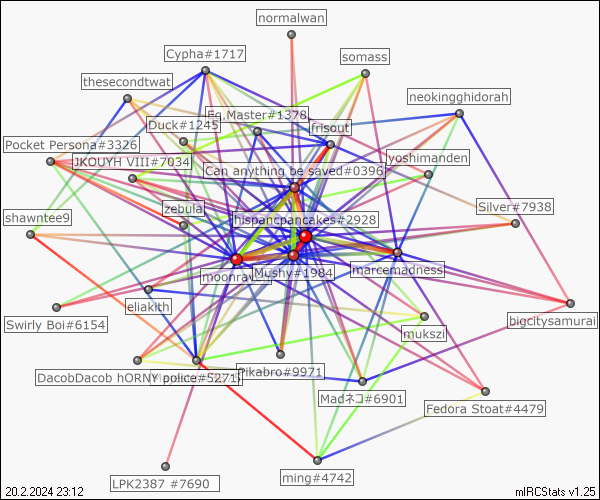 normalwan
Cypha#1717
somass
thesecondtwat
neokingghidorah
Eg.Master#1378
Duck#1245
frisout
Pocket Persona#3326
JKOUYH VIII#7034
yoshimanden
Can anything be saved#0396
zebula
Silver#7938
shawntee9
hispanicpancakes#2928
moonrav
Mushy#1984
marcemadness
eliakith
Swirly Boi#6154
bigcitysamurai
mukszi
DacobDacob hORNY police#5271
Pikabro#9971
Madネコ#6901
Fedora Stoat#4479
LPK2387 #7690
ming#4742
20.2.2024 23:12
mIRCStats v1.25